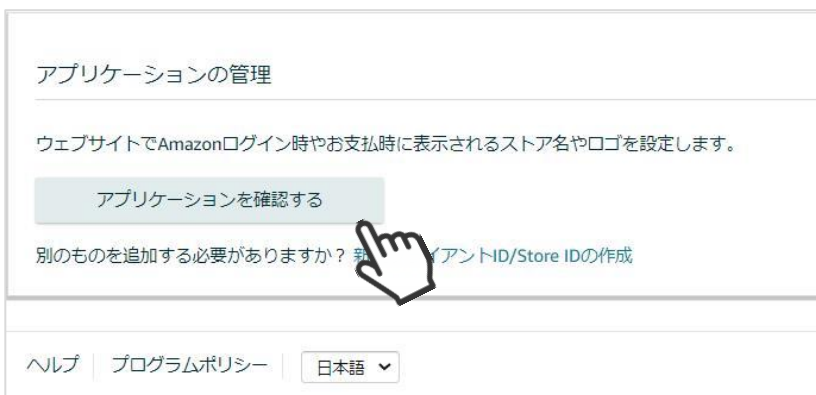 アプリケーションの管理
ウェブサイトでAmazonログイン時やお支払時に表示されるストア名やロゴを設定します。
アプリケーションを確認する
別のものを追加する必要がありますか？ イアントID/Store IDの作成
ヘルプ プログラムポリシー 日本語